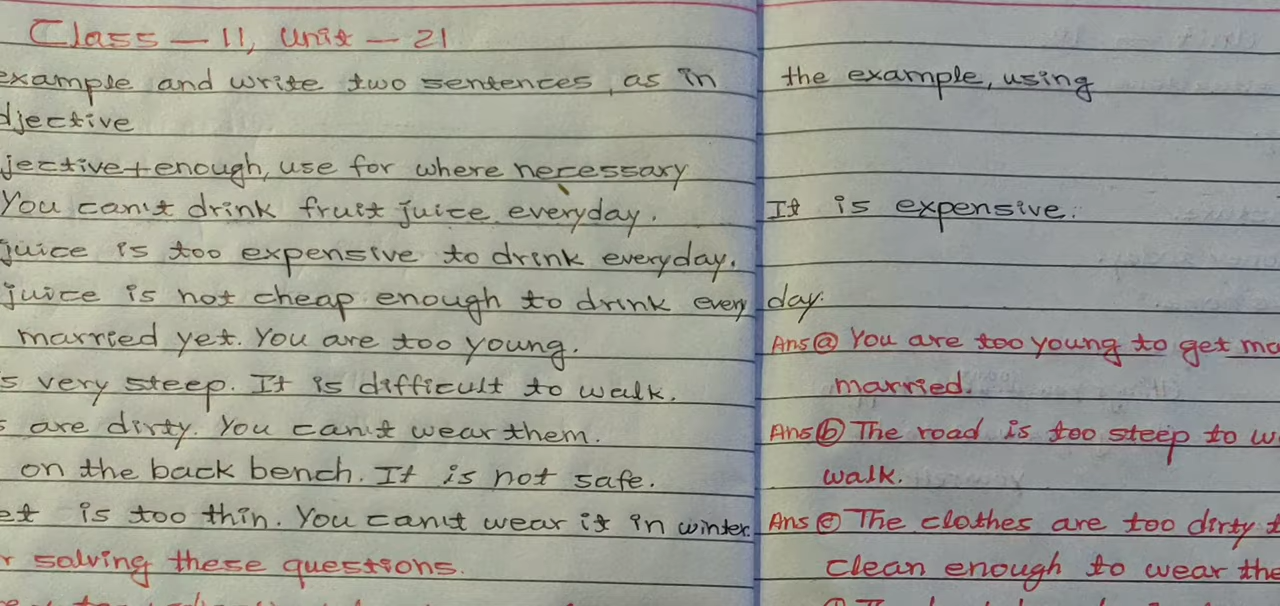 Class - 11, Unit - 21
example and write two sentences, as in the example, using
djective
jective + enough, use for where necessary
You can't drink fruit juice everyday. It is expensive.
juice is too expensive to drink everyday.
juice is not cheap enough to drink every day.
married yet. You are too young.
s very steep. It is difficult to walk.
s are dirty. You can't wear them.
on the back bench. It is not safe.
et is too thin. You can't wear it in winter.
r solving these questions.
Ans ⓐ You are too young to get ma
married.
Ans ⓑ The road is too steep to w
walk.
Ans ⓒ The clothes are too dirty t
clean enough to wear the